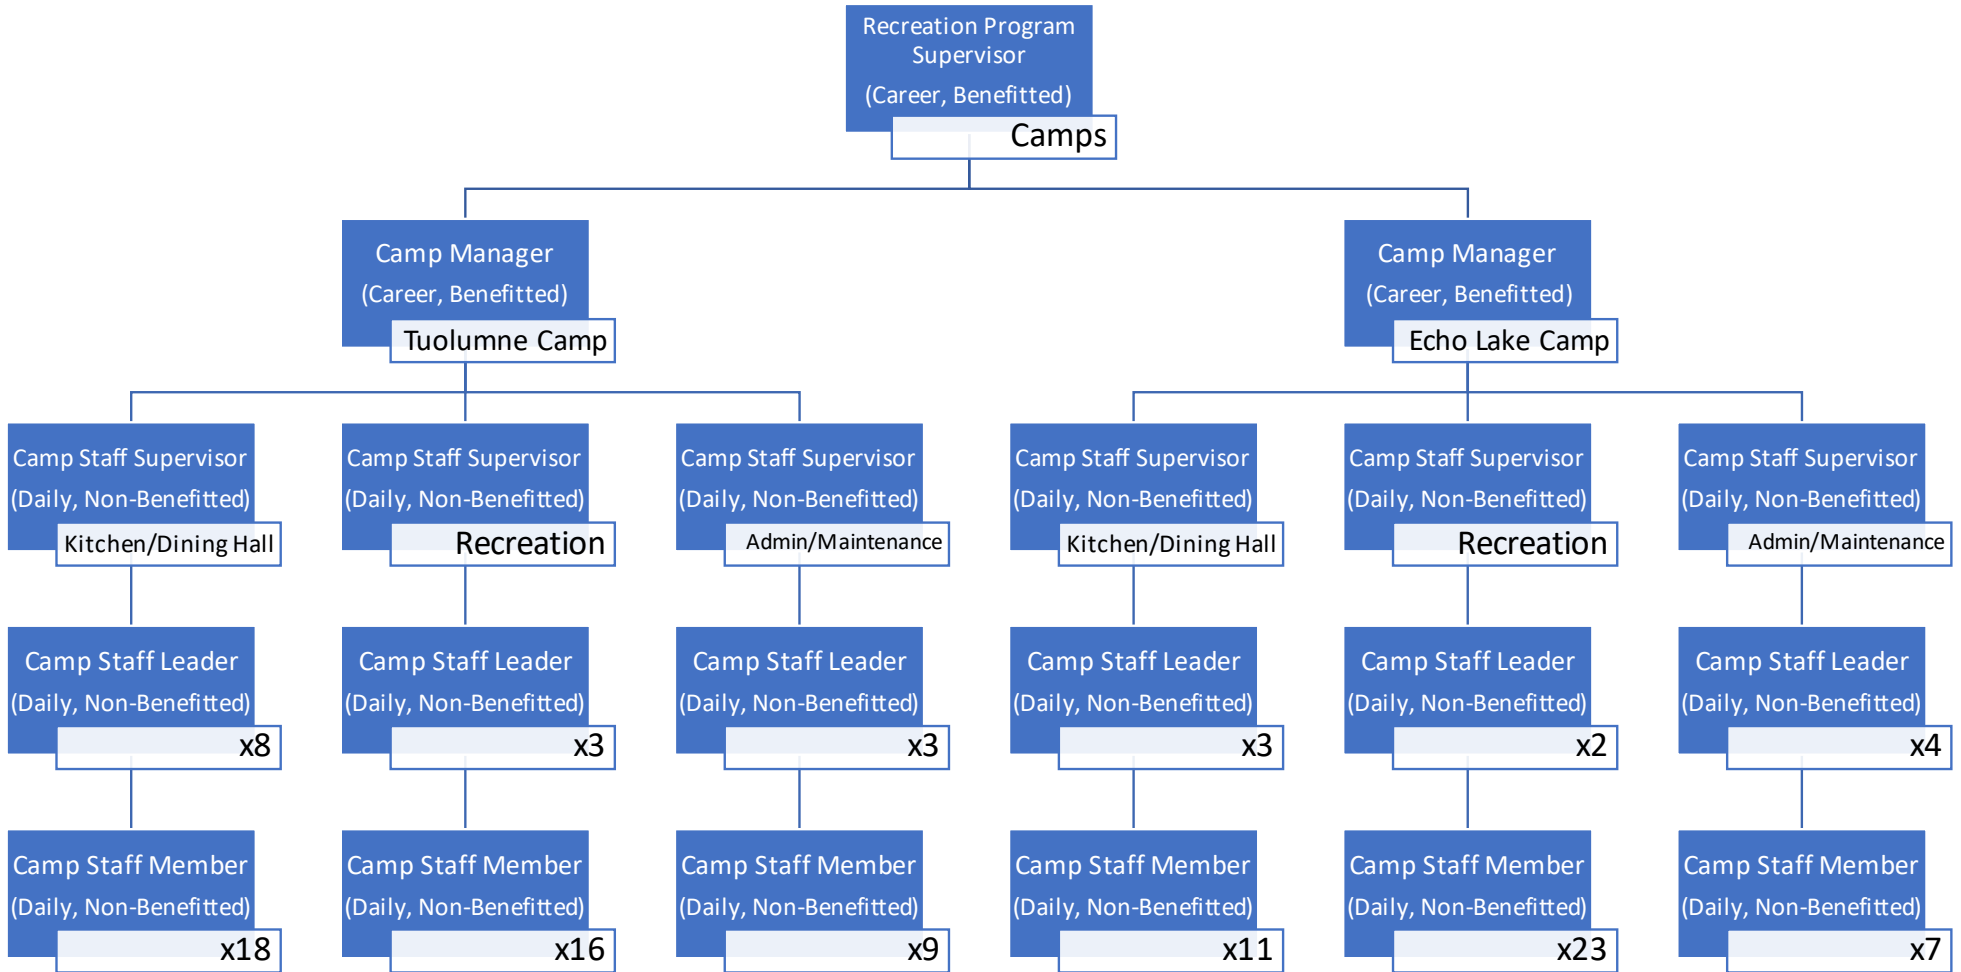 Recreation Program
Supervisor
(Career, Benefitted)
Camps
Camp Manager
(Career, Benefitted)
Tuolumne Camp
Camp Manager
(Career, Benefitted)
Echo Lake Camp
Camp Staff Supervisor
(Daily, Non-Benefitted)
Kitchen/Dining Hall
Camp Staff Supervisor
(Daily, Non-Benefitted)
Recreation
Camp Staff Supervisor
(Daily, Non-Benefitted)
Admin/Maintenance
Camp Staff Supervisor
(Daily, Non-Benefitted)
Kitchen/Dining Hall
Camp Staff Supervisor
(Daily, Non-Benefitted)
Recreation
Camp Staff Supervisor
(Daily, Non-Benefitted)
Admin/Maintenance
Camp Staff Leader
(Daily, Non-Benefitted)
x8
Camp Staff Leader
(Daily, Non-Benefitted)
x3
Camp Staff Leader
(Daily, Non-Benefitted)
x3
Camp Staff Leader
(Daily, Non-Benefitted)
x3
Camp Staff Leader
(Daily, Non-Benefitted)
x2
Camp Staff Leader
(Daily, Non-Benefitted)
x4
Camp Staff Member
(Daily, Non-Benefitted)
x18
Camp Staff Member
(Daily, Non-Benefitted)
x16
Camp Staff Member
(Daily, Non-Benefitted)
x9
Camp Staff Member
(Daily, Non-Benefitted)
x11
Camp Staff Member
(Daily, Non-Benefitted)
x23
Camp Staff Member
(Daily, Non-Benefitted)
x7